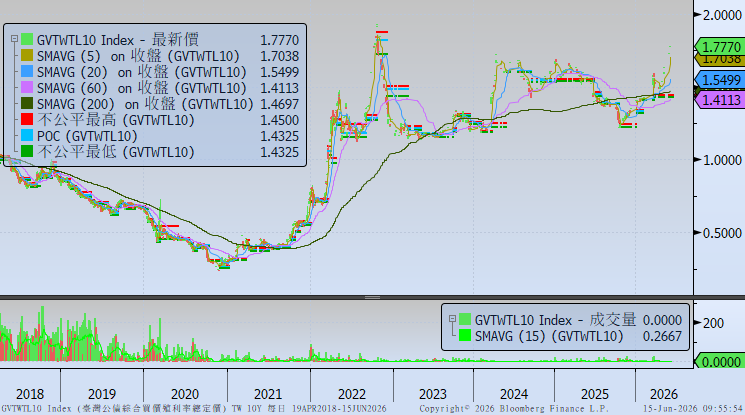 GVTWTL10 Index - 最新價 1.7770
SMAVG (5) on 收盤 (GVTWTL10) 1.7038
SMAVG (20) on 收盤 (GVTWTL10) 1.5499
SMAVG (60) on 收盤 (GVTWTL10) 1.4113
SMAVG (200) on 收盤 (GVTWTL10) 1.4697
不公平最高 (GVTWTL10) 1.4500
POC (GVTWTL10) 1.4325
不公平最低 (GVTWTL10) 1.4325
2.0000
1.7770
1.7038
1.5499
1.4113
1.0000
0.5000
GVTWTL10 Index - 成交量 0.0000
SMAVG (15) (GVTWTL10) 0.2667
200
0.0000
2018 2019 2020 2021 2022 2023 2024 2025 2026
GVTWTL10 Index (臺灣公債綜合買價殖利率總定價) TW 10Y 每日 19APR2018-15JUN2026 Copyright© 2026 Bloomberg Finance L.P. 15-Jun-2026 09:55:54